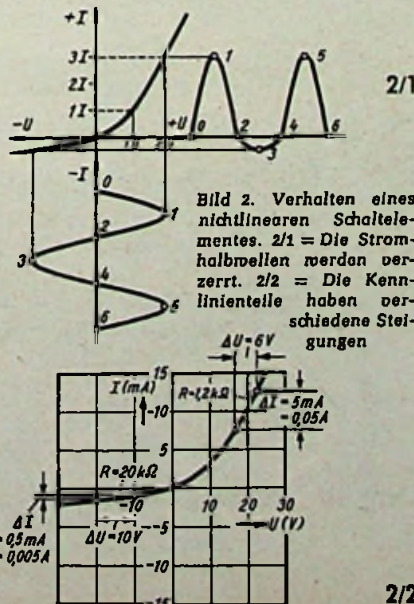 +I
3I
2I
1I
-U
+U
-I
0
1
2
3
4
5
6
0
1
2
3
4
5
6
2/1
Bild 2. Verhalten eines
nichtlinearen Schaltele-
mentes. 2/1 = Die Strom-
halbwellen werden ver-
zerrt. 2/2 = Die Kenn-
linienteile haben ver-
schiedene Stei-
gungen
ΔU=6V
I (mA)
15
-10
5
0
-5
-10
-15
R=1,2kΩ
ΔI=5mA
=0,05A
R=20kΩ
-10
0
10
20
30
U(V)
ΔU=10V
ΔI
=0,5mA
=0,005A
2/2